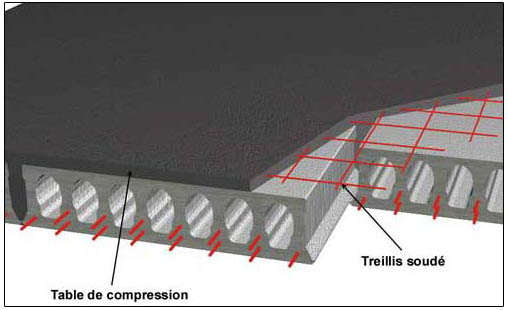 Treillis soudé
Table de compression